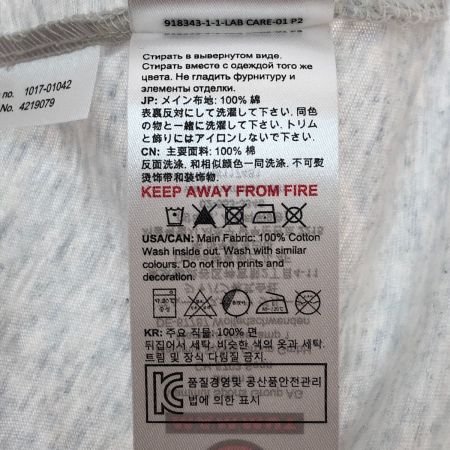 918343-1-1-LAB CARE-01 P2
no. 1017-01042
No. 4219079
Стирать в вывернутом виде.
Стирать вместе с одеждой того же
цвета. Не гладить фурнитуру и
элементы отделки.
JP: メイン布地: 100% 綿
表裏反対にして洗濯して下さい. 同色
の物と一緒に洗濯して下さい. トリム
と飾りにはアイロンしないで下さい.
CN: 主要面料: 100% 棉
反面洗涤. 和相似颜色一同洗涤. 不可熨
烫饰带和装饰物.
KEEP AWAY FROM FIRE
USA/CAN: Main Fabric: 100% Cotton
Wash inside out. Wash with similar
colours. Do not iron prints and
decoration.
KR: 주요 직물: 100% 면
뒤집어서 세탁. 비슷한 색의 옷과 세탁.
트림 및 장식 다림질 금지.
품질경영및 공산품안전관리
법에 의한 표시